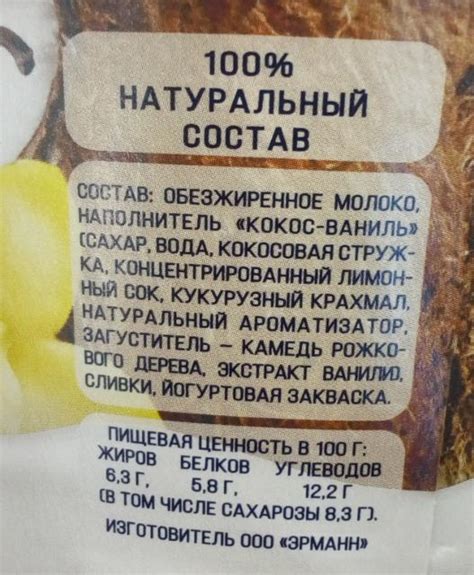 100%
НАТУРАЛЬНЫЙ
СОСТАВ
СОСТАВ: ОБЕЗЖИРЕННОЕ МОЛОКО,
НАПОЛНИТЕЛЬ «КОКОС-ВАНИЛЬ»
(САХАР, ВОДА, КОКОСОВАЯ СТРУЖ-
КА, КОНЦЕНТРИРОВАННЫЙ ЛИМОН-
НЫЙ СОК, КУКУРУЗНЫЙ КРАХМАЛ,
НАТУРАЛЬНЫЙ АРОМАТИЗАТОР,
ЗАГУСТИТЕЛЬ – КАМЕДЬ РОЖКО-
ВОГО ДЕРЕВА, ЭКСТРАКТ ВАНИЛИ),
СЛИВКИ, ЙОГУРТОВАЯ ЗАКВАСКА.
ПИЩЕВАЯ ЦЕННОСТЬ В 100 Г:
ЖИРОВ БЕЛКОВ УГЛЕВОДОВ
6,3 Г, 5,8 Г, 12,2 Г
(В ТОМ ЧИСЛЕ САХАРОЗЫ 8,3 Г).
ИЗГОТОВИТЕЛЬ ООО «ЭРМАНН»